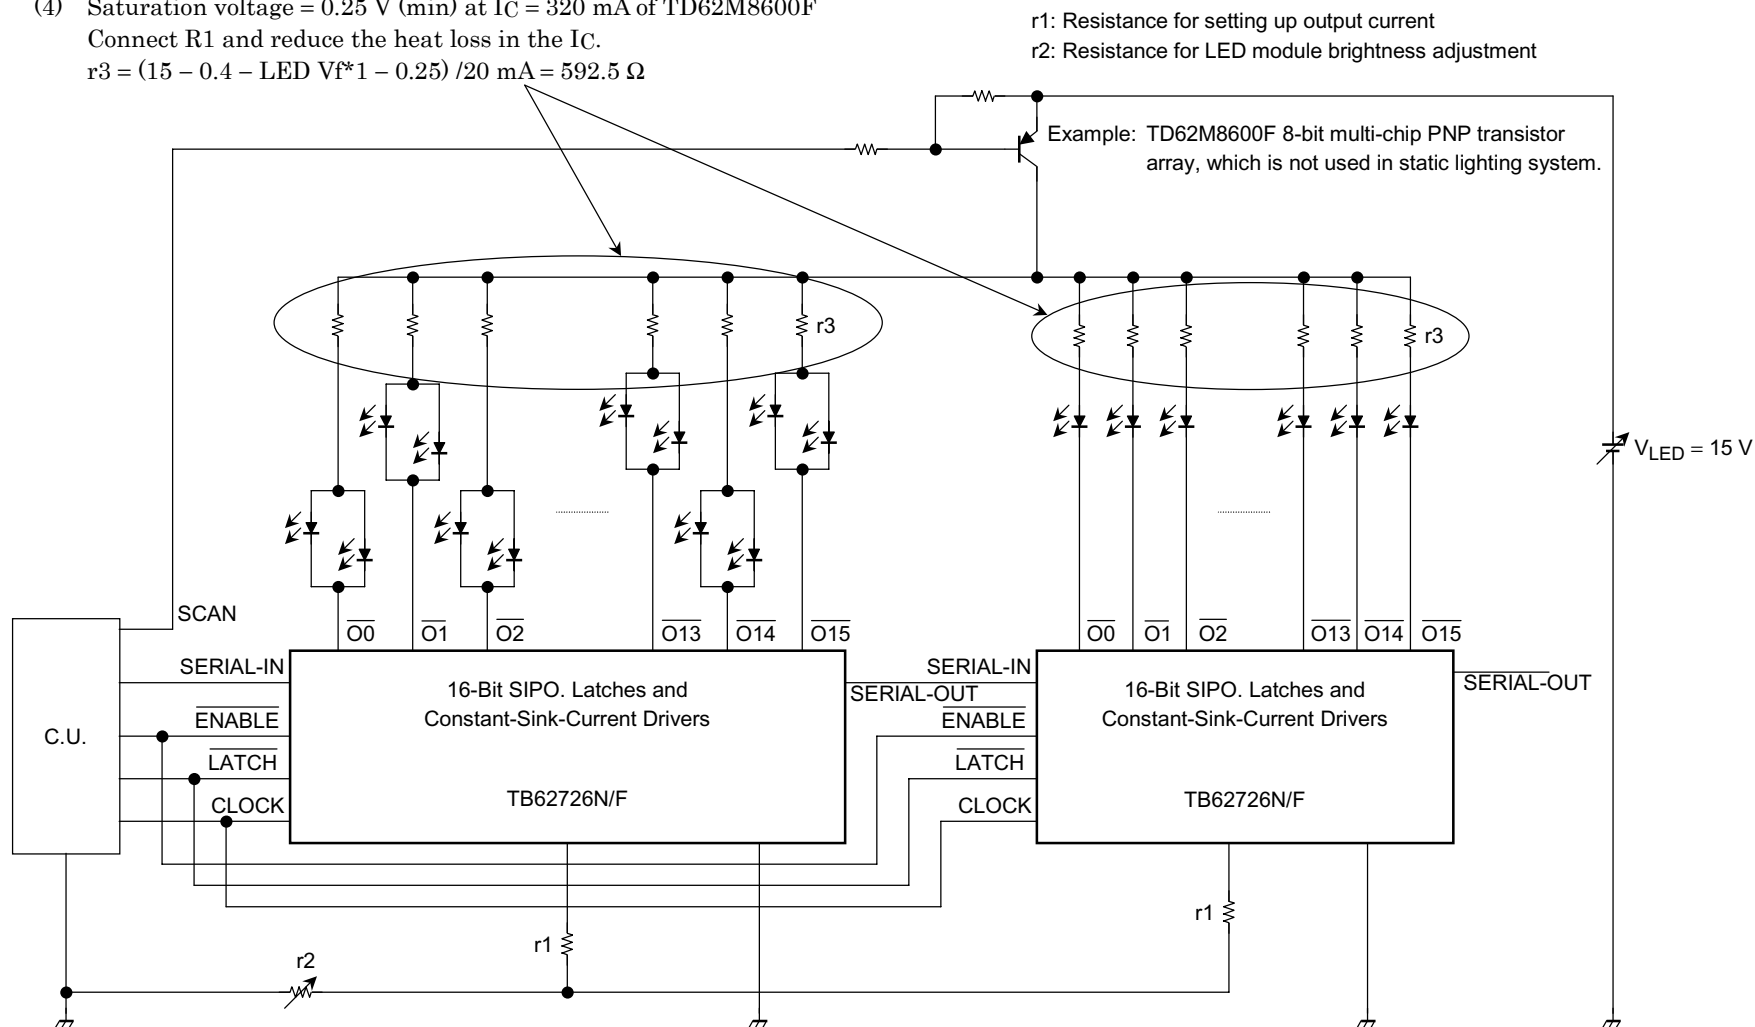 (4) Saturation voltage = 0.25 V (min) at IC = 320 mA of TD62M8600F
Connect R1 and reduce the heat loss in the IC.
r3 = (15 – 0.4 – LED Vf*1 – 0.25) /20 mA = 592.5 Ω
r1: Resistance for setting up output current
r2: Resistance for LED module brightness adjustment
Example: TD62M8600F 8-bit multi-chip PNP transistor
array, which is not used in static lighting system.
r3
r3
VLED = 15 V
SCAN
O0
O1
O2
O13
O14
O15
O0
O1
O2
O13
O14
O15
C.U.
SERIAL-IN
ENABLE
LATCH
CLOCK
16-Bit SIPO. Latches and
Constant-Sink-Current Drivers
TB62726N/F
SERIAL-OUT
SERIAL-IN
ENABLE
LATCH
CLOCK
16-Bit SIPO. Latches and
Constant-Sink-Current Drivers
TB62726N/F
SERIAL-OUT
r1
r1
r2